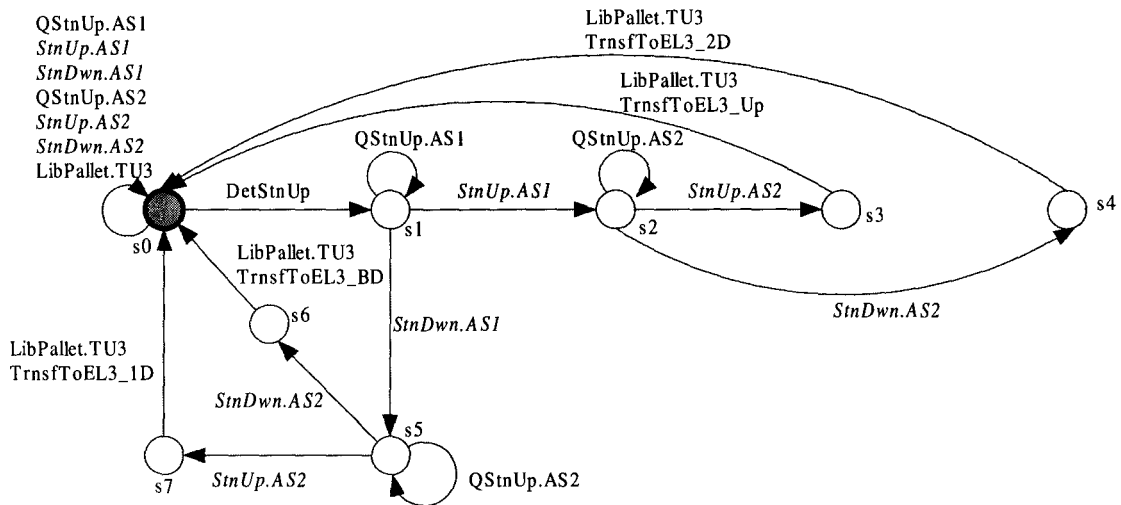 QStnUp.AS1
StnUp.AS1
StnDwn.AS1
QStnUp.AS2
StnUp.AS2
StnDwn.AS2
LibPallet.TU3
LibPallet.TU3
TrnsfToEL3_2D
LibPallet.TU3
TrnsfToEL3_Up
QStnUp.AS1
QStnUp.AS2
DetStnUp
StnUp.AS1
StnUp.AS2
s0
s1
s2
s3
s4
LibPallet.TU3
TrnsfToEL3_BD
s6
StnDwn.AS1
StnDwn.AS2
LibPallet.TU3
TrnsfToEL3_1D
StnDwn.AS2
s5
s7
StnUp.AS2
QStnUp.AS2